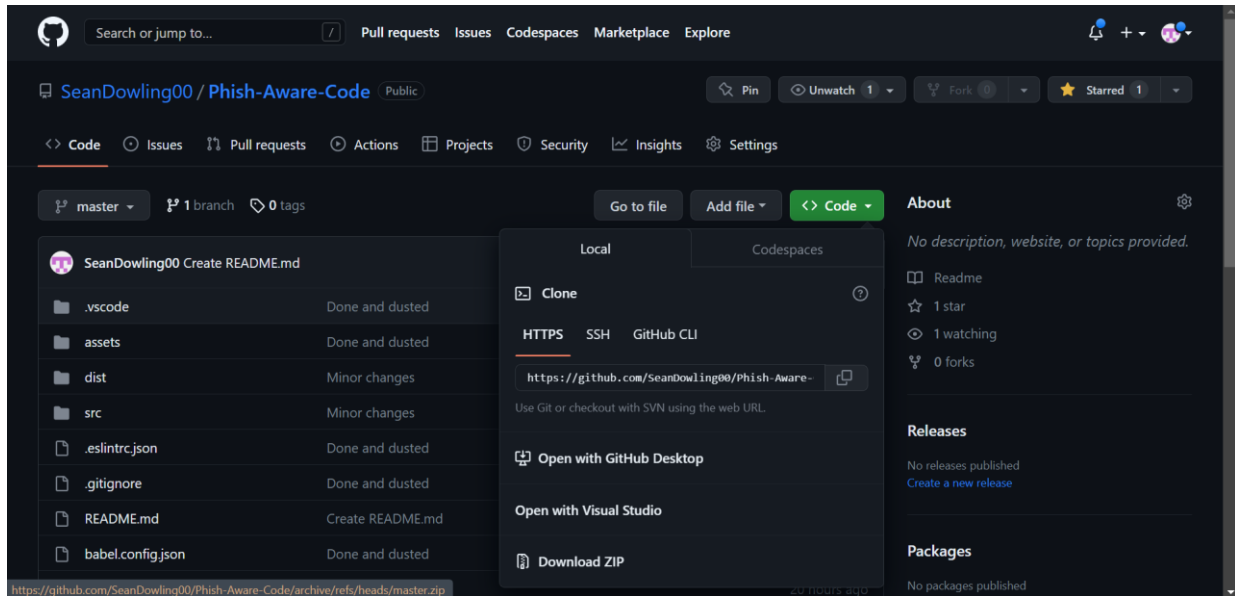 Search or jump to... / Pull requests Issues Codespaces Marketplace Explore
SeanDowling00 / Phish-Aware-Code Public
Pin Unwatch 1 Fork 0 Starred 1
Code Issues Pull requests Actions Projects Security Insights Settings
master 1 branch 0 tags Go to file Add file Code
SeanDowling00 Create README.md
.vscode Done and dusted
assets Done and dusted
dist Minor changes
src Minor changes
.eslintrc.json Done and dusted
.gitignore Done and dusted
README.md Create README.md
babel.config.json Done and dusted
Local Codespaces
Clone
HTTPS SSH GitHub CLI
https://github.com/SeanDowling00/Phish-Aware-
Use Git or checkout with SVN using the web URL.
Open with GitHub Desktop
Open with Visual Studio
Download ZIP
20 hours ago
About
No description, website, or topics provided.
Readme
1 star
1 watching
0 forks
Releases
No releases published
Create a new release
Packages
No packages published
https://github.com/SeanDowling00/Phish-Aware-Code/archive/refs/heads/master.zip